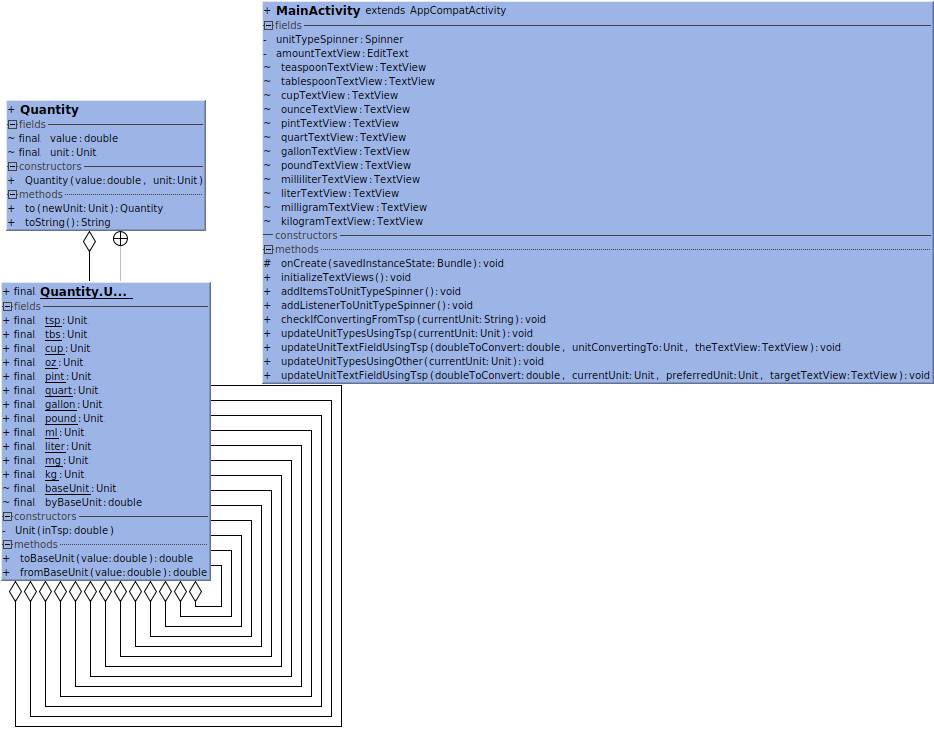 + MainActivity extends AppCompatActivity
fields
- unitTypeSpinner: Spinner
- amountTextView: EditText
~ teaspoonTextView: TextView
~ tablespoonTextView: TextView
~ cupTextView: TextView
~ ounceTextView: TextView
~ pintTextView: TextView
~ quartTextView: TextView
~ gallonTextView: TextView
~ poundTextView: TextView
~ milliliterTextView: TextView
~ literTextView: TextView
~ milligramTextView: TextView
~ kilogramTextView: TextView
constructors
methods
# onCreate(savedInstanceState: Bundle): void
+ initializeTextViews(): void
+ addItemsToUnitTypeSpinner(): void
+ addListenerToUnitTypeSpinner(): void
+ checkIfConvertingFromTsp(currentUnit: String): void
+ updateUnitTypesUsingTsp(currentUnit: Unit): void
+ updateUnitTextFieldUsingTsp(doubleToConvert: double, unitConvertingTo: Unit, theTextView: TextView): void
+ updateUnitTypesUsingOther(currentUnit: Unit): void
+ updateUnitTextFieldUsingTsp(doubleToConvert: double, currentUnit: Unit, preferredUnit: Unit, targetTextView: TextView): void
+ Quantity
fields
~ final value: double
~ final unit: Unit
constructors
+ Quantity(value: double, unit: Unit)
methods
+ to(newUnit: Unit): Quantity
+ toString(): String
+ final Quantity.U...
fields
+ final tsp: Unit
+ final tbs: Unit
+ final cup: Unit
+ final oz: Unit
+ final pint: Unit
+ final quart: Unit
+ final gallon: Unit
+ final pound: Unit
+ final ml: Unit
+ final liter: Unit
+ final mg: Unit
+ final kg: Unit
~ final baseUnit: Unit
~ final byBaseUnit: double
constructors
- Unit(inTsp: double)
methods
+ toBaseUnit(value: double): double
+ fromBaseUnit(value: double): double